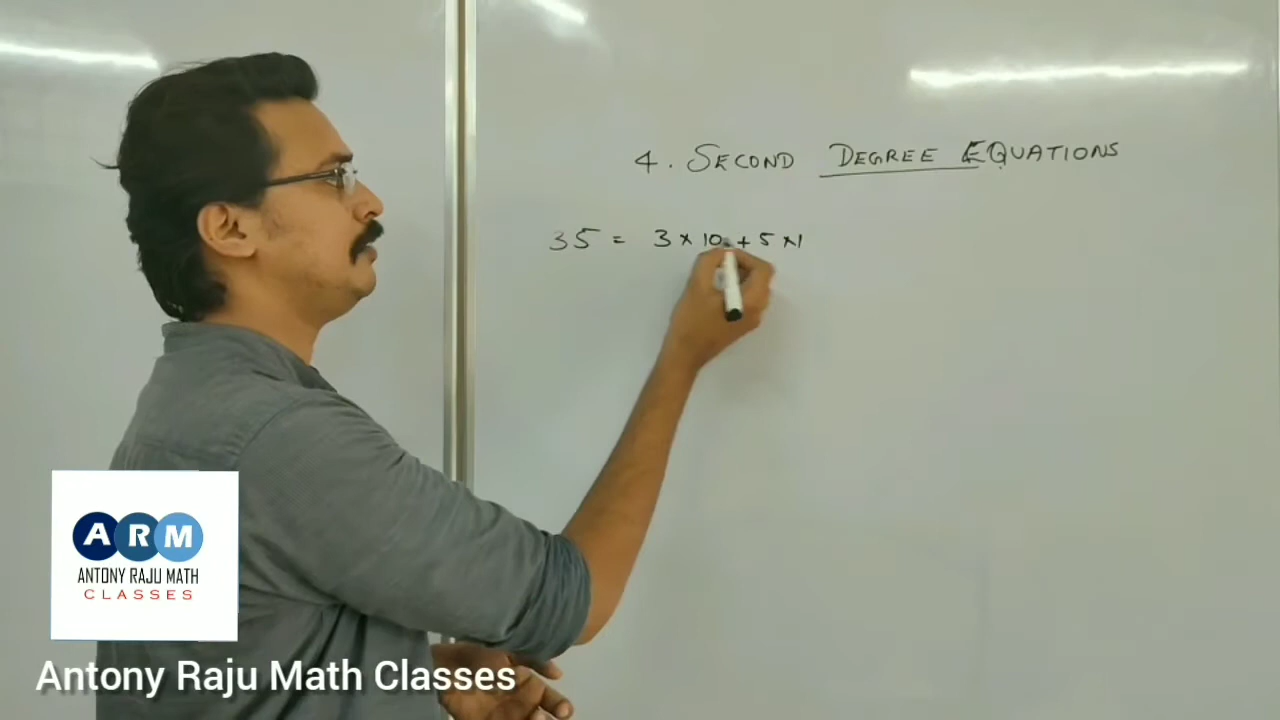 4. SECOND DEGREE EQUATIONS
35 = 3 × 10 + 5 × 1
ARM
ANTONY RAJU MATH
CLASSES
Antony Raju Math Classes